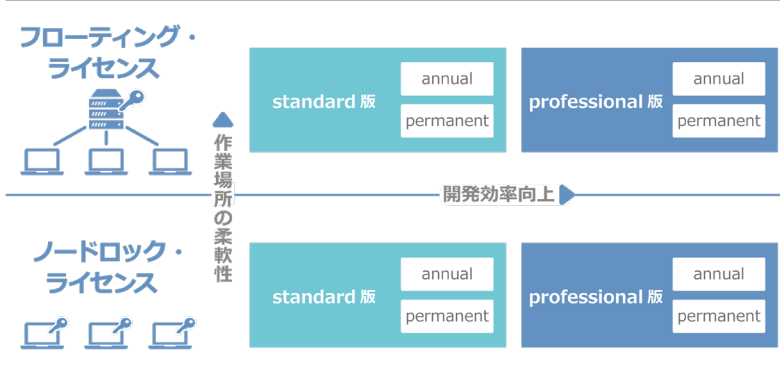 フローティング・
ライセンス
standard 版
annual
permanent
professional 版
annual
permanent
作業場所の柔軟性
開発効率向上
ノードロック・
ライセンス
standard 版
annual
permanent
professional 版
annual
permanent